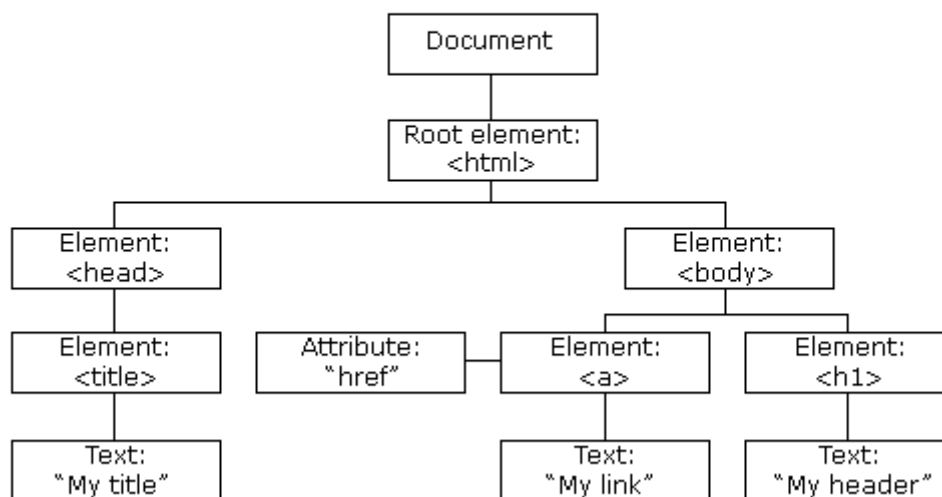 Document
Root element:
<html>
Element:
<head>
Element:
<body>
Element:
<title>
Attribute:
“href”
Element:
<a>
Element:
<h1>
Text:
“My title”
Text:
“My link”
Text:
“My header”